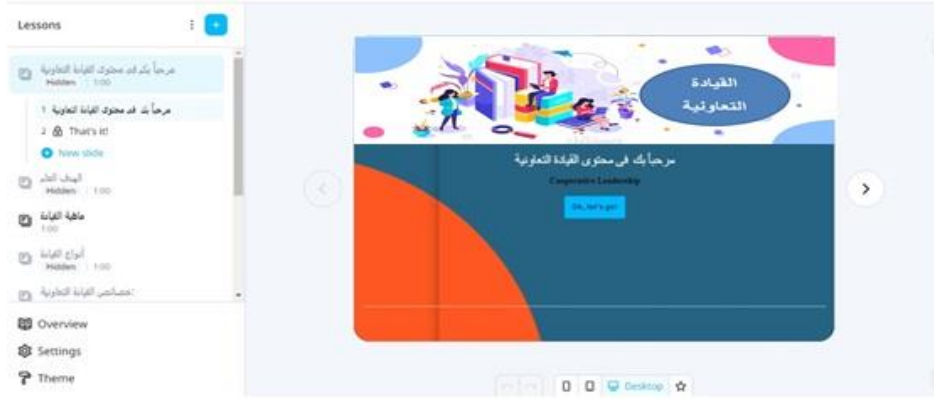 Lessons
مرحباً بكم في محتوى القيادة التعاونية
Hidden 1:00
1 مرحباً بك في محتوى القيادة التعاونية
2 That's it!
New slide
الهدف العام
Hidden 1:00
ماهية القيادة
1:00
أنواع القيادة
Hidden 1:00
خصائص القيادة التعاونية:
Overview
Settings
Theme
القيادة
التعاونية
مرحباً بك فى محتوى القيادة التعاونية
Cooperative Leadership
Ok, let's go!
Desktop